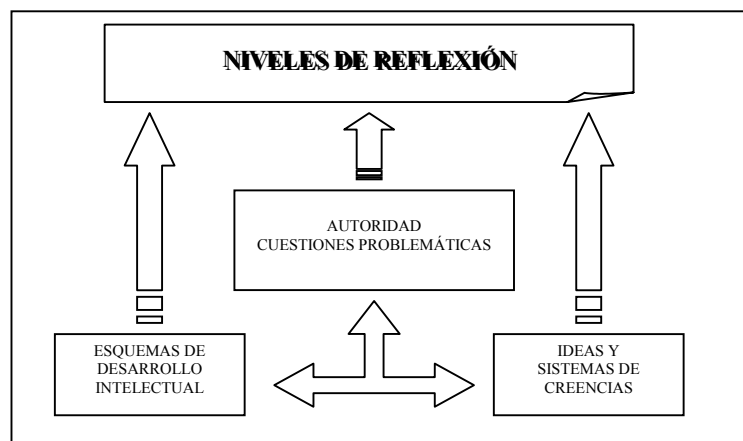 NIVELES DE REFLEXIÓN
AUTORIDAD
CUESTIONES PROBLEMÁTICAS
ESQUEMAS DE
DESARROLLO
INTELECTUAL
IDEAS Y
SISTEMAS DE
CREENCIAS